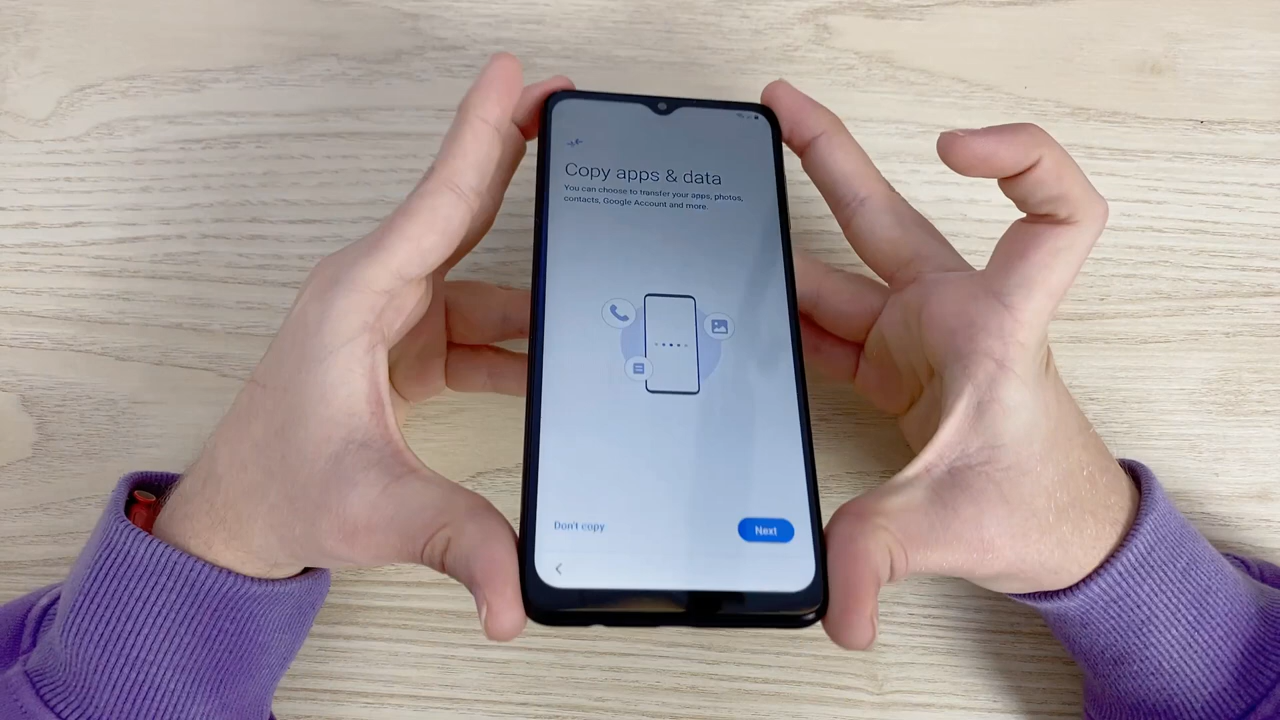 Copy apps & data
You can choose to transfer your apps, photos,
contacts, Google Account and more.
Don't copy
Next